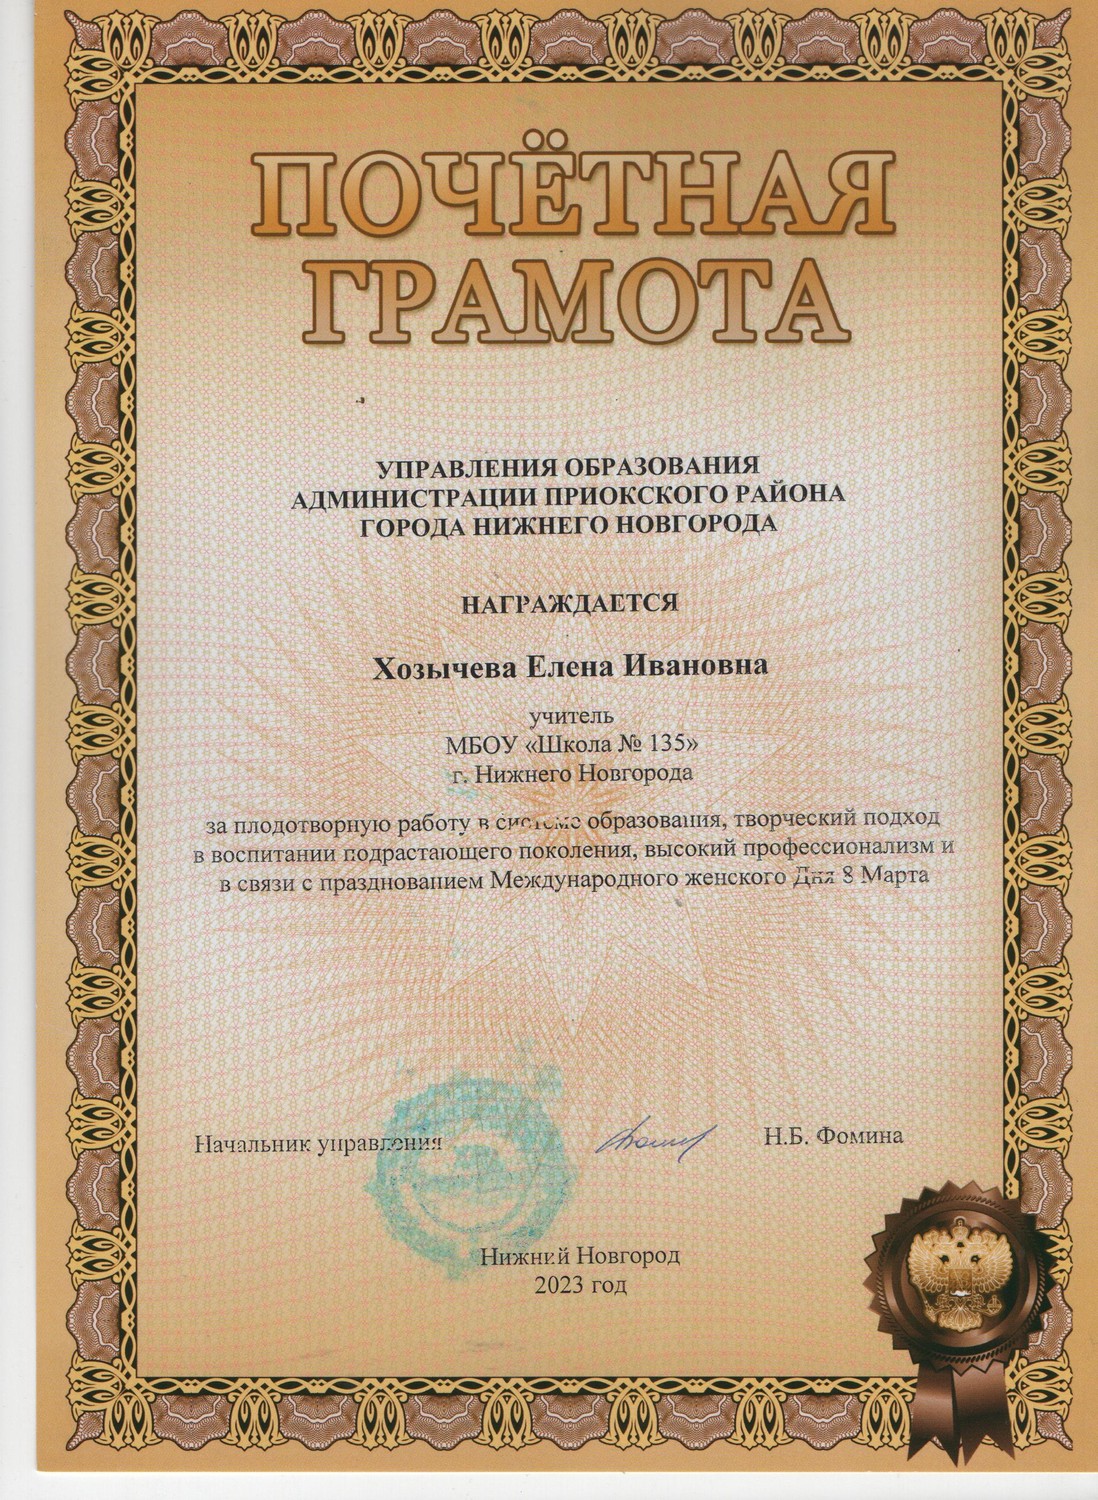 ПОЧЁТНАЯ
ГРАМОТА
УПРАВЛЕНИЯ ОБРАЗОВАНИЯ
АДМИНИСТРАЦИИ ПРИОКСКОГО РАЙОНА
ГОРОДА НИЖНЕГО НОВГОРОДА
НАГРАЖДАЕТСЯ
Хозычева Елена Ивановна
учитель
МБОУ «Школа № 135»
г. Нижнего Новгорода
за плодотворную работу в системе образования, творческий подход
в воспитании подрастающего поколения, высокий профессионализм и
в связи с празднованием Международного женского Дня 8 Марта
Начальник управления
Н.Б. Фомина
Нижний Новгород
2023 год